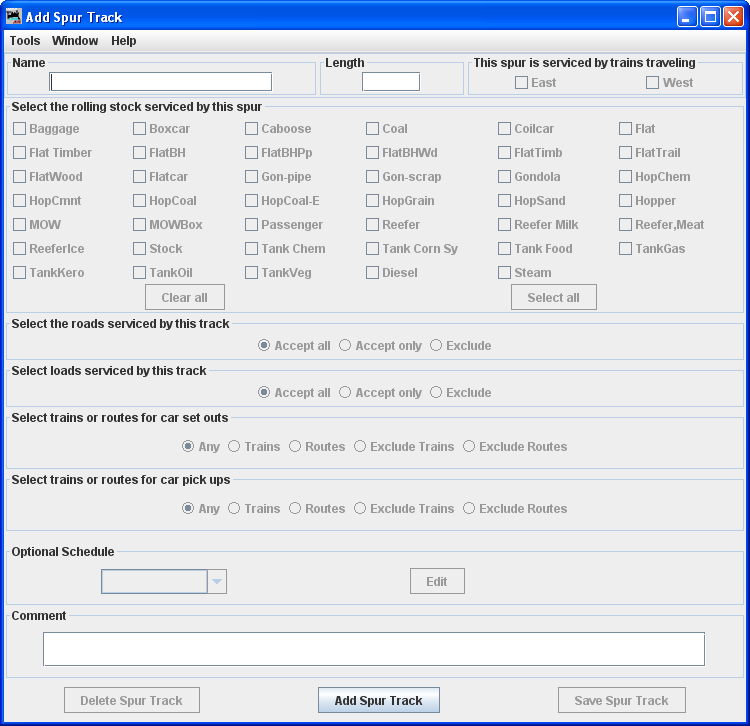 Add Spur Track
Tools Window Help
Name Length This spur is serviced by trains traveling
East West
Select the rolling stock serviced by this spur
Baggage Boxcar Caboose Coal Coilcar Flat
Flat Timber FlatBH FlatBHPp FlatBHWd FlatTimb FlatTrail
FlatWood Flatcar Gon-pipe Gon-scrap Gondola HopChem
HopCmnt HopCoal HopCoal-E HopGrain HopSand Hopper
MOW MOWBox Passenger Reefer Reefer Milk Reefer,Meat
ReeferIce Stock Tank Chem Tank Corn Sy Tank Food TankGas
TankKero TankOil TankVeg Diesel Steam
Clear all Select all
Select the roads serviced by this track
Accept all Accept only Exclude
Select loads serviced by this track
Accept all Accept only Exclude
Select trains or routes for car set outs
Any Trains Routes Exclude Trains Exclude Routes
Select trains or routes for car pick ups
Any Trains Routes Exclude Trains Exclude Routes
Optional Schedule
Edit
Comment
Delete Spur Track Add Spur Track Save Spur Track